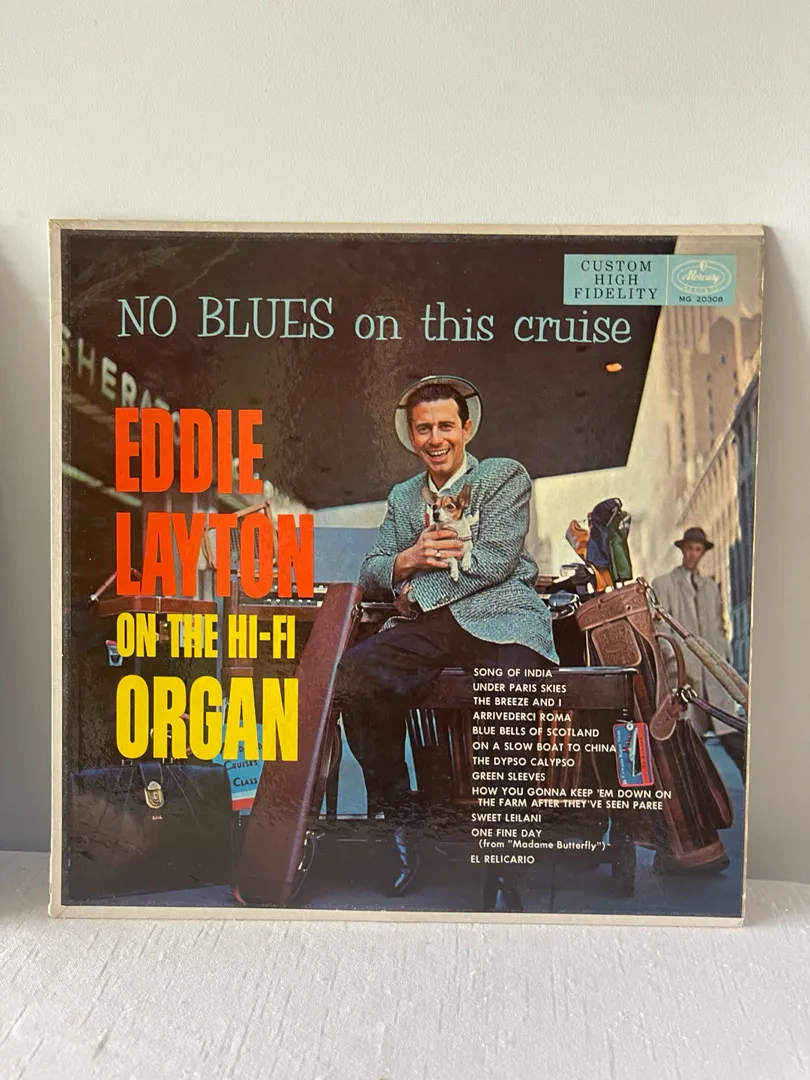 CUSTOM
HIGH
FIDELITY
Mercury
MG 20308
NO BLUES on this cruise
SHERATO
EDDIE
LAYTON
ON THE HI-FI
ORGAN
SONG OF INDIA
UNDER PARIS SKIES
THE BREEZE AND I
ARRIVEDERCI ROMA
BLUE BELLS OF SCOTLAND
ON A SLOW BOAT TO CHINA
THE DYPSO CALYPSO
GREEN SLEEVES
HOW YOU GONNA KEEP 'EM DOWN ON
THE FARM AFTER THEY'VE SEEN PAREE
SWEET LEILANI
ONE FINE DAY
(from "Madame Butterfly")
EL RELICARIO
CRUISES
CLASS